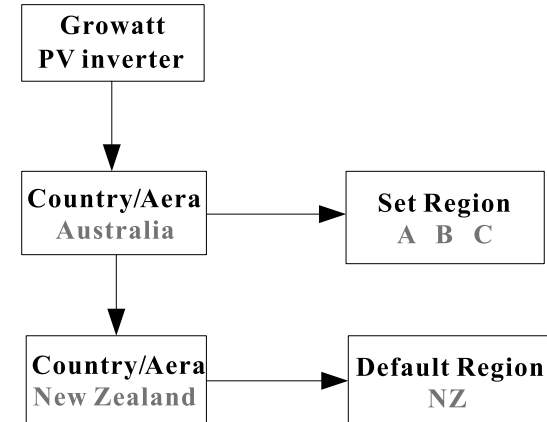 Growatt
PV inverter
Country/Aera
Australia
Set Region
A B C
Country/Aera
New Zealand
Default Region
NZ